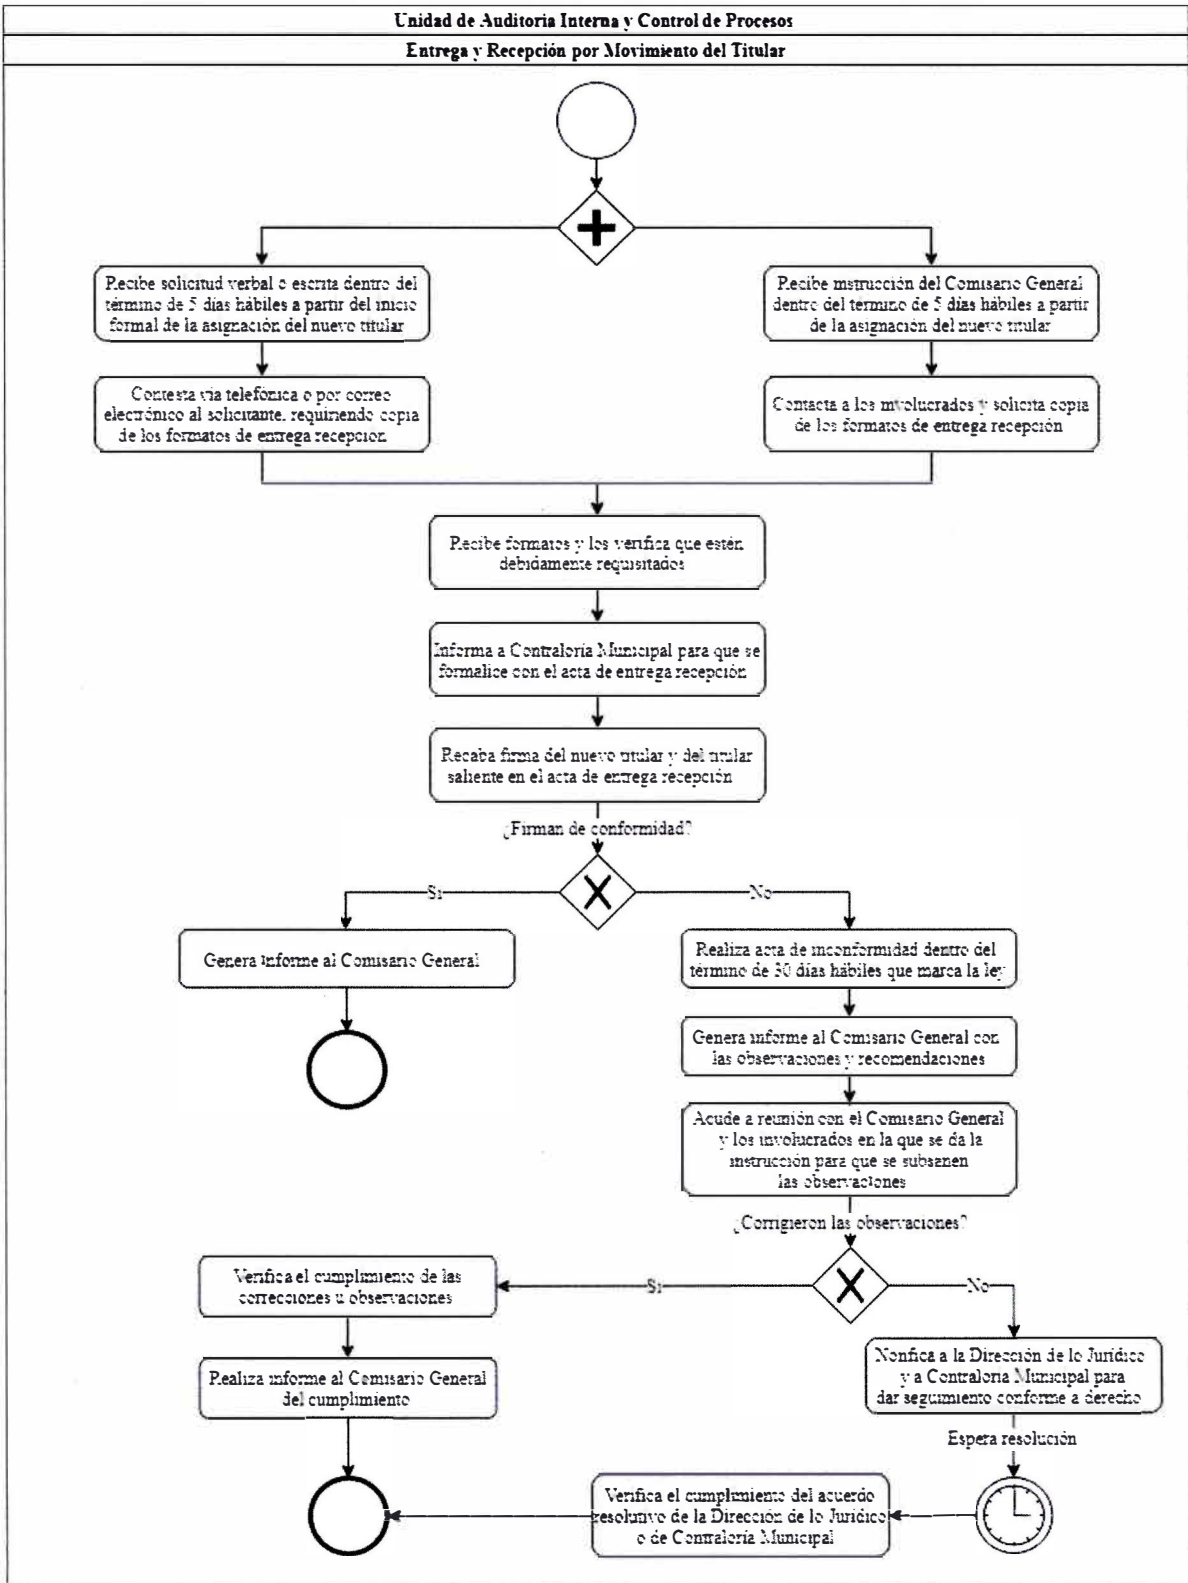 Unidad de Auditoria Interna y Control de Procesos
Entrega y Recepción por Movimiento del Titular
Recibe solicitud verbal o escrita dentro del
término de 5 días hábiles a partir del inicio
formal de la asignación del nuevo titular
Recibe instrucción del Comisario General
dentro del término de 5 días hábiles a partir
de la asignación del nuevo titular
Contesta vía telefónica o por correo
electrónico al solicitante, requiriendo copia
de los formatos de entrega recepción
Contacta a los involucrados y solicita copia
de los formatos de entrega recepción
Recibe formatos y los verifica que estén
debidamente requisitados
Informa a Contraloría Municipal para que se
formalice con el acta de entrega recepción
Recaba firma del nuevo titular y del titular
saliente en el acta de entrega recepción
¿Firman de conformidad?
Si
No
Genera informe al Comisario General
Realiza acta de inconformidad dentro del
término de 30 días hábiles que marca la ley
Genera informe al Comisario General con
las observaciones y recomendaciones
Acude a reunión con el Comisario General
y los involucrados en la que se da la
instrucción para que se subsanen
las observaciones
¿Corrigieron las observaciones?
Si
No
Verifica el cumplimiento de las
correcciones u observaciones
Realiza informe al Comisario General
del cumplimiento
Notifica a la Dirección de lo Jurídico
y a Contraloría Municipal para
dar seguimiento conforme a derecho
Espera resolución
Verifica el cumplimiento del acuerdo
resolutivo de la Dirección de lo Jurídico
o de Contraloría Municipal